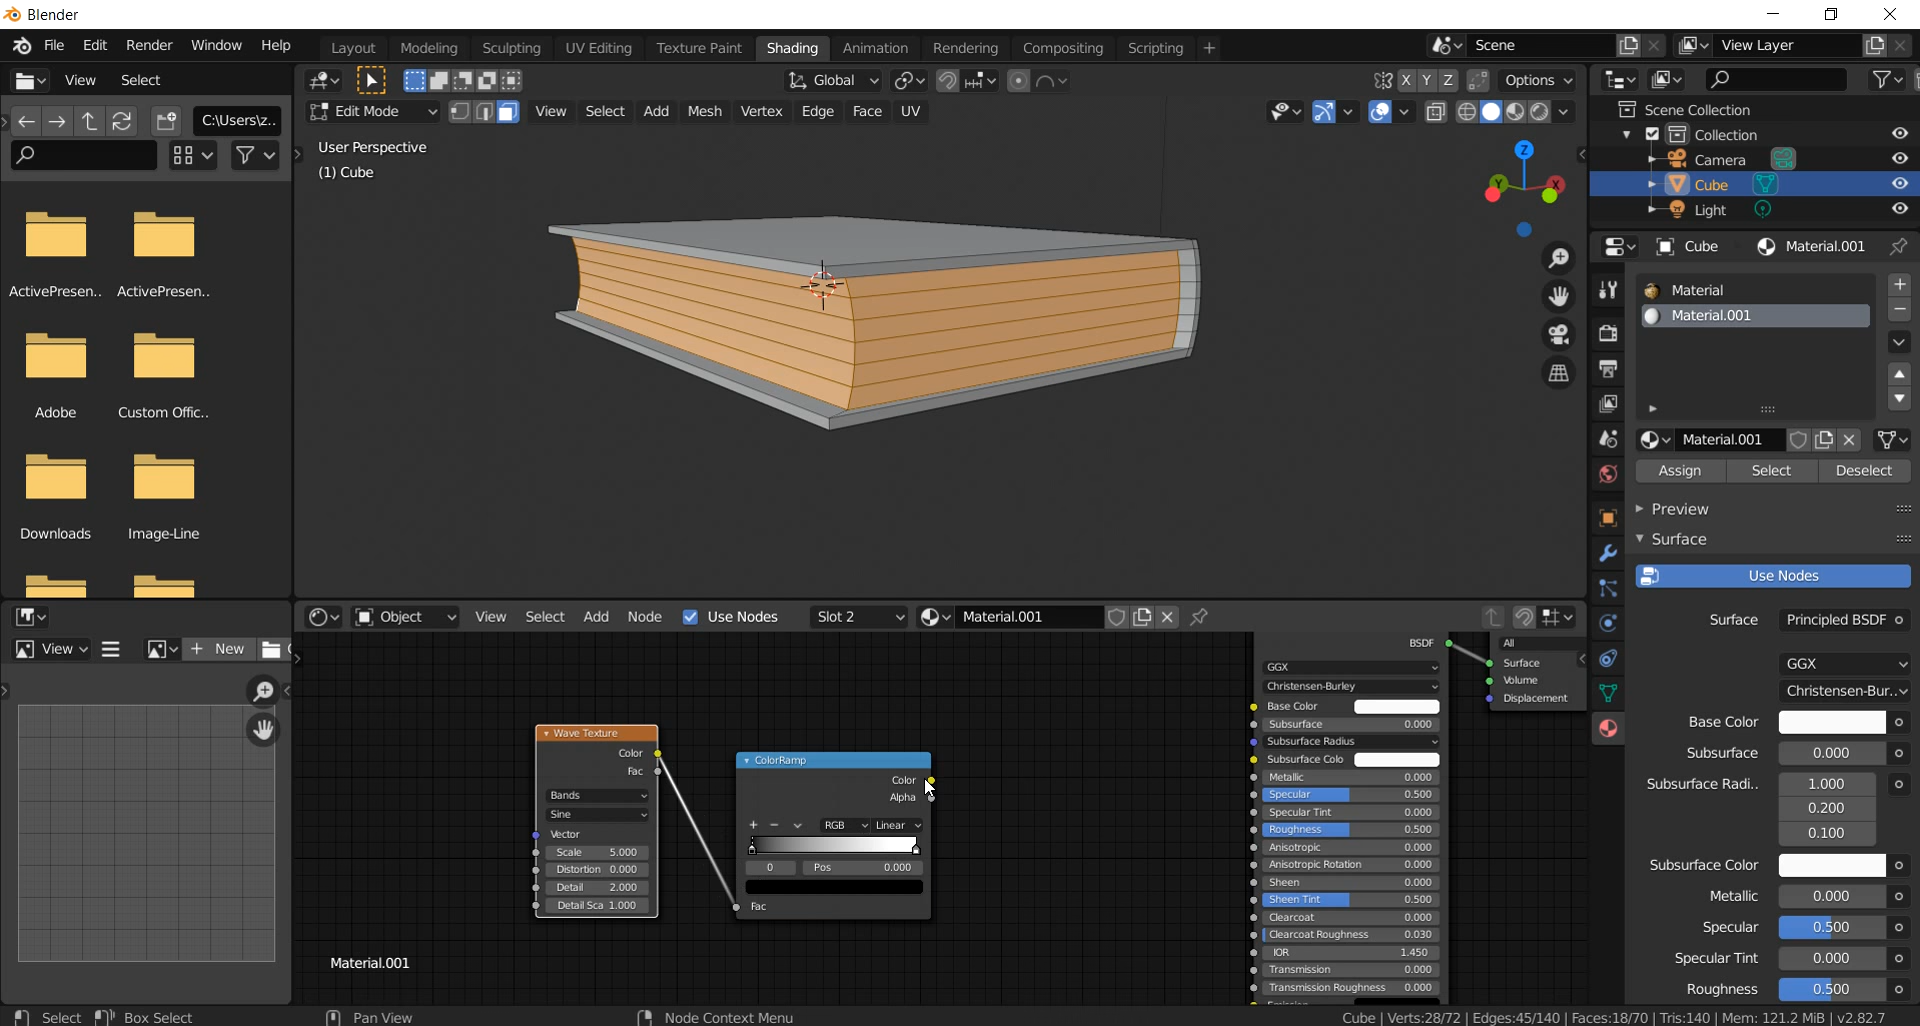 Blender
File Edit Render Window Help
Layout Modeling Sculpting UV Editing Texture Paint Shading Animation Rendering Compositing Scripting +
Scene
View Layer
View Select
Global
X Y Z
Options
C:\Users\z..
Edit Mode
View Select Add Mesh Vertex Edge Face UV
User Perspective
(1) Cube
Z
Y
X
ActivePresen.. ActivePresen..
Adobe Custom Offic..
Downloads Image-Line
Scene Collection
Collection
Camera
Cube
Light
Cube Material.001
Material
Material.001
Material.001
Assign Select Deselect
Preview
Surface
Use Nodes
Surface Principled BSDF
GGX
Christensen-Bur..
Base Color
Subsurface 0.000
Subsurface Radi.. 1.000
0.200
0.100
Subsurface Color
Metallic 0.000
Specular 0.500
Specular Tint 0.000
Roughness 0.500
View + New
Object View Select Add Node Use Nodes Slot 2 Material.001
Wave Texture
Color
Fac
Bands
Sine
Vector
Scale 5.000
Distortion 0.000
Detail 2.000
Detail Sca 1.000
ColorRamp
Color
Alpha
+ − RGB Linear
0 Pos 0.000
Fac
BSDF
GGX
Christensen-Burley
Base Color
Subsurface 0.000
Subsurface Radius
Subsurface Colo
Metallic 0.000
Specular 0.500
Specular Tint 0.000
Roughness 0.500
Anisotropic 0.000
Anisotropic Rotation 0.000
Sheen 0.000
Sheen Tint 0.500
Clearcoat 0.000
Clearcoat Roughness 0.030
IOR 1.450
Transmission 0.000
Transmission Roughness 0.000
All
Surface
Volume
Displacement
Material.001
Select Box Select Pan View Node Context Menu
Cube | Verts:28/72 | Edges:45/140 | Faces:18/70 | Tris:140 | Mem: 121.2 MiB | v2.82.7